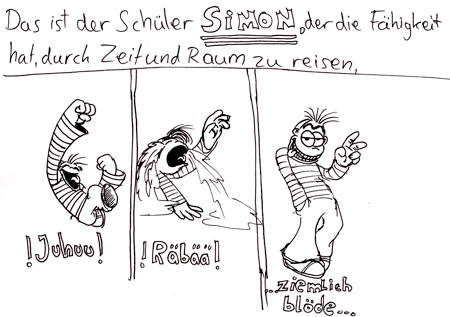 Das ist der Schüler SiMON, der die Fähigkeit
hat, durch Zeit und Raum zu reisen,
! Juhuu!
! Räbää!
...ziemlich
blöde...